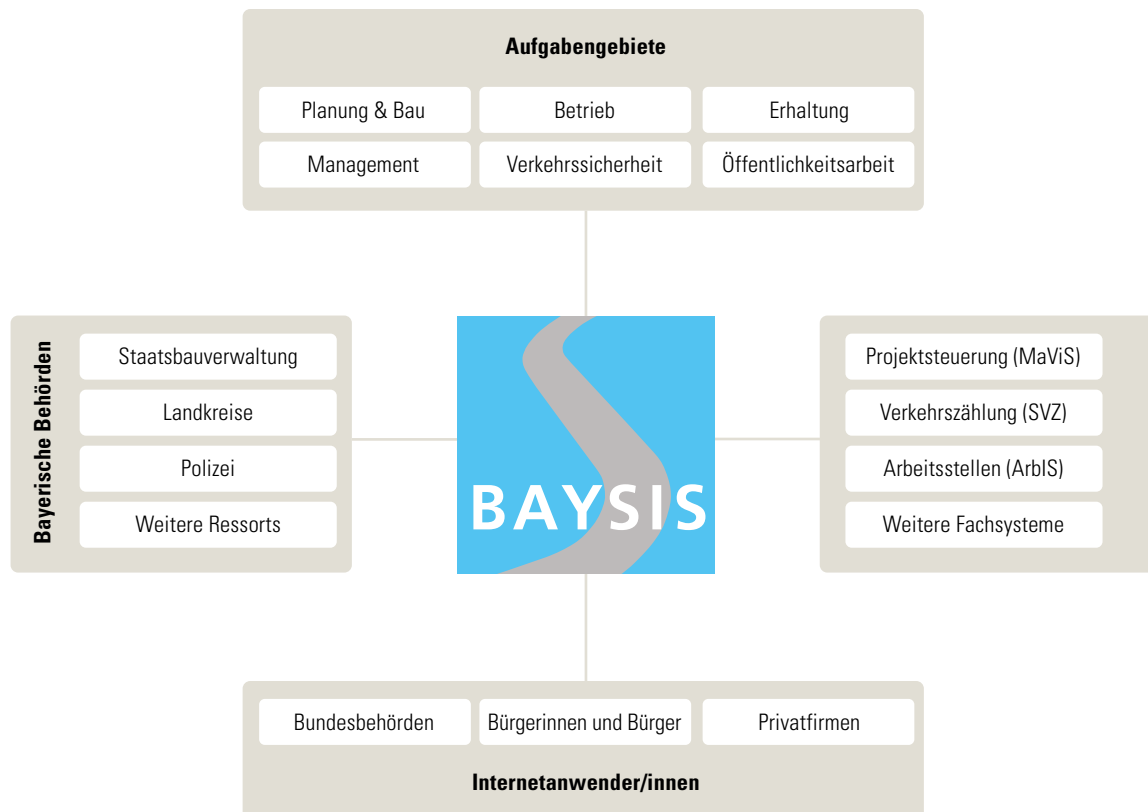 Aufgabengebiete
Planung & Bau
Betrieb
Erhaltung
Management
Verkehrssicherheit
Öffentlichkeitsarbeit
Bayerische Behörden
Staatsbauverwaltung
Landkreise
Polizei
Weitere Ressorts
BAYSIS
Projektsteuerung (MaViS)
Verkehrszählung (SVZ)
Arbeitsstellen (ArbIS)
Weitere Fachsysteme
Bundesbehörden
Bürgerinnen und Bürger
Privatfirmen
Internetanwender/innen